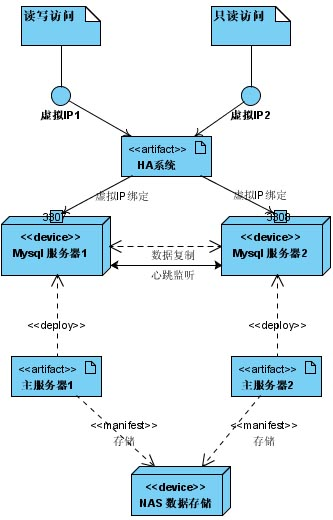 读写访问
只读访问
虚拟IP1
虚拟IP2
<<artifact>>
HA系统
虚拟IP绑定
虚拟IP绑定
<<device>>
Mysql 服务器1
<<device>>
Mysql 服务器2
数据复制
心跳监听
<<deploy>>
<<deploy>>
<<artifact>>
主服务器1
<<artifact>>
主服务器2
<<manifest>>
存储
<<manifest>>
存储
<<device>>
NAS 数据存储